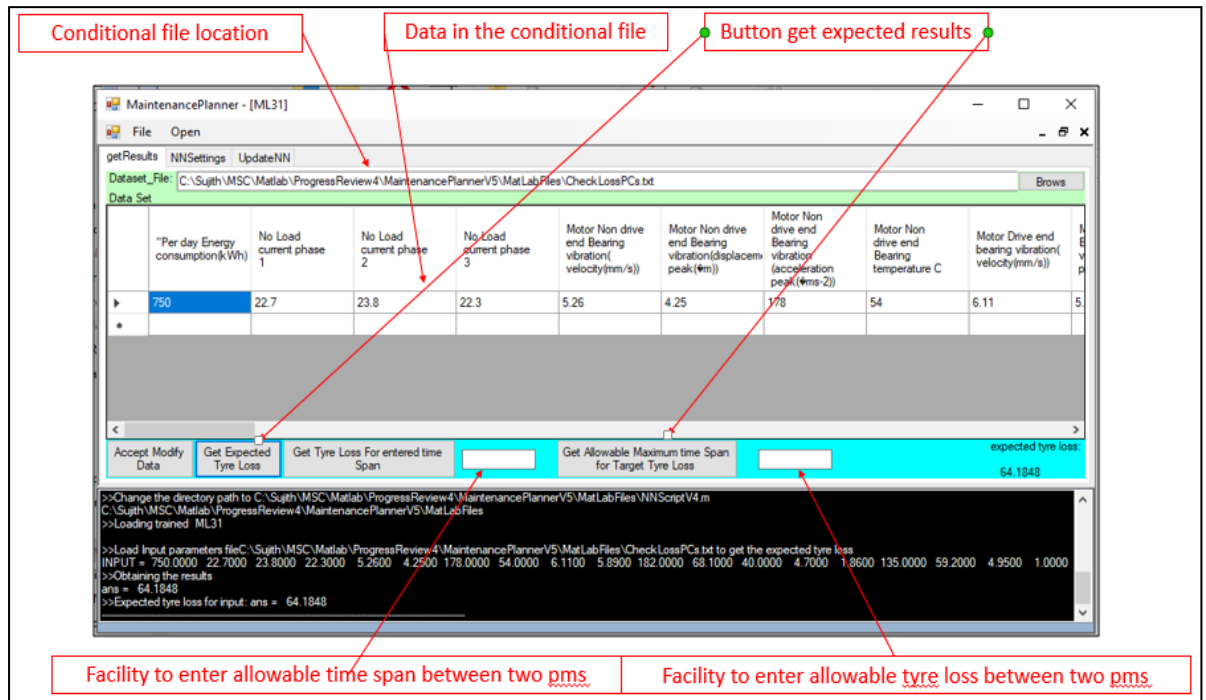 Conditional file location
Data in the conditional file
Button get expected results
MaintenancePlanner - [ML31]
File Open
getResults NNSettings UpdateNN
Dataset_File: C:\Sujith\MSC\Matlab\ProgressReview4\MaintenancePlannerV5\MatLabFiles\CheckLossPCs.txt Brows
Data Set
"Per day Energy
consumption(kWh)
No Load
current phase
1
No Load
current phase
2
No Load
current phase
3
Motor Non drive
end Bearing
vibration(
velocity(mm/s))
Motor Non drive
end Bearing
vibration(displacem
peak(�m))
Motor Non
drive end
Bearing
vibration
(acceleration
peak(�ms-2))
Motor Non
drive end
Bearing
temperature C
Motor Drive end
bearing vibration(
velocity(mm/s))
750 22.7 23.8 22.3 5.26 4.25 178 54 6.11 5.
Accept Modify
Data
Get Expected
Tyre Loss
Get Tyre Loss For entered time
Span
Get Allowable Maximum time Span
for Target Tyre Loss
expected tyre loss:
64.1848
>>Change the directory path to C:\Sujith\MSC\Matlab\ProgressReview4\MaintenancePlannerV5\MatLabFiles\NNScriptV4.m
C:\Sujith\MSC\Matlab\ProgressReview4\MaintenancePlannerV5\MatLabFiles
>>Loading trained ML31
>>Load Input parameters fileC:\Sujith\MSC\Matlab\ProgressReview4\MaintenancePlannerV5\MatLabFiles\CheckLossPCs.txt to get the expected tyre loss
INPUT = 750.0000 22.7000 23.8000 22.3000 5.2600 4.2500 178.0000 54.0000 6.1100 5.8900 182.0000 68.1000 40.0000 4.7000 1.8600 135.0000 59.2000 4.9500 1.0000
>>Obtaining the results
ans = 64.1848
>>Expected tyre loss for input: ans = 64.1848
Facility to enter allowable time span between two pms
Facility to enter allowable tyre loss between two pms